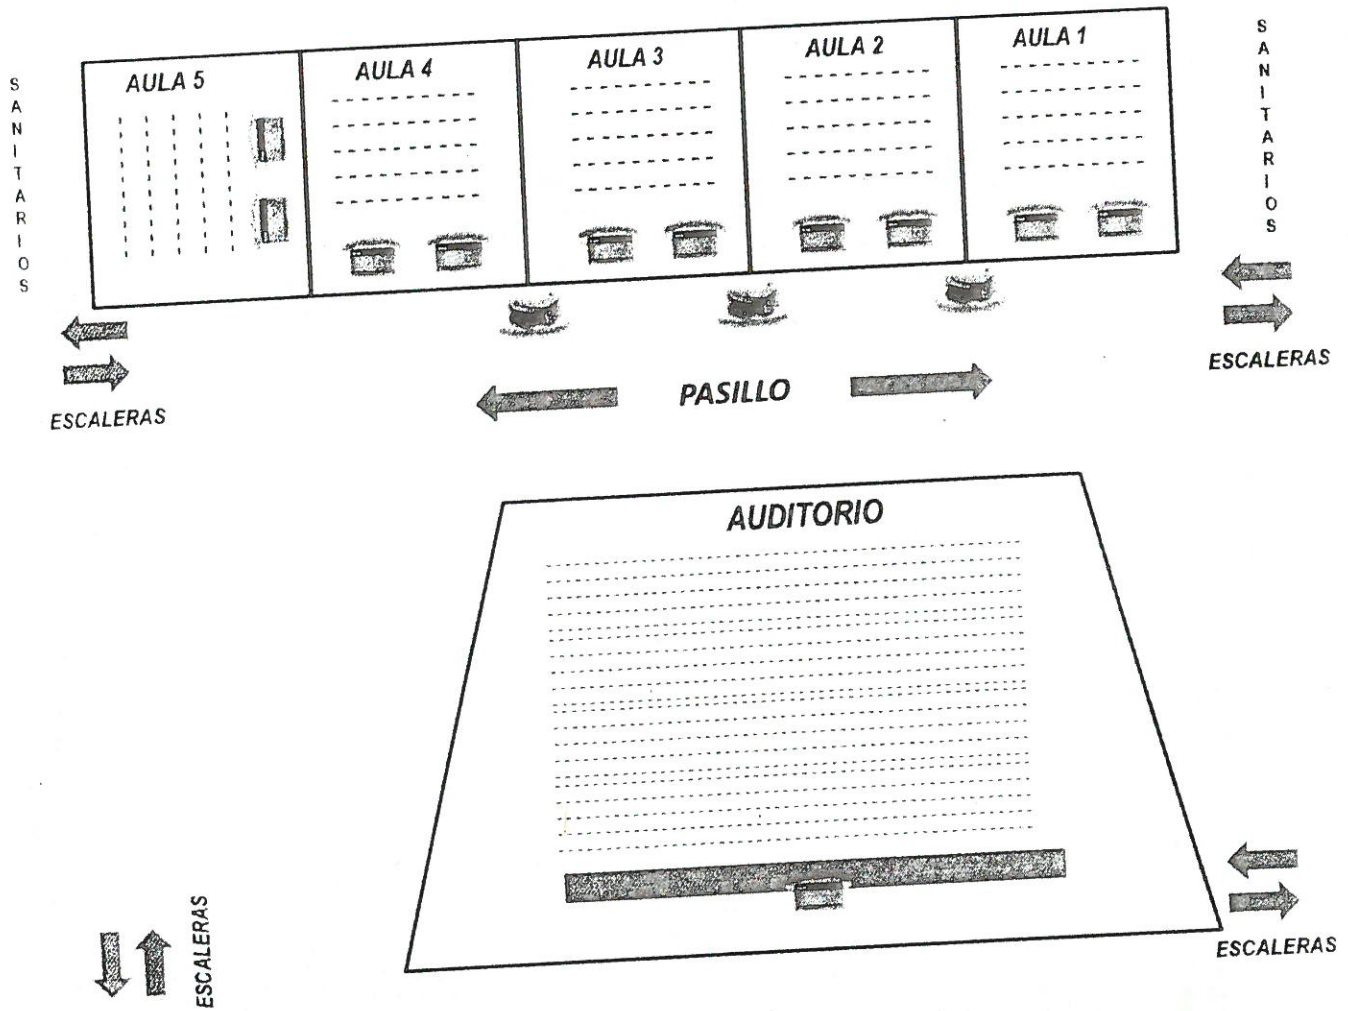 SANITARIOS
AULA 5
AULA 4
AULA 3
AULA 2
AULA 1
SANITARIOS
ESCALERAS
PASILLO
ESCALERAS
AUDITORIO
ESCALERAS
ESCALERAS